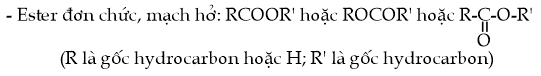 - Ester đơn chức, mạch hở: RCOOR' hoặc ROCOR' hoặc R-C-O-R'
O
(R là gốc hydrocarbon hoặc H; R' là gốc hydrocarbon)